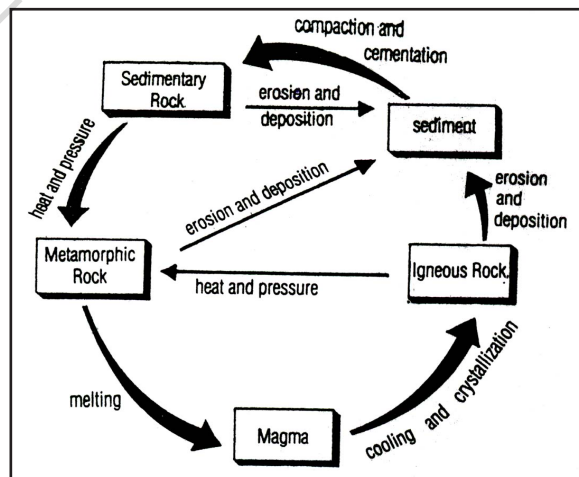 compaction and
cementation
Sedimentary
Rock
erosion and
deposition
sediment
heat and pressure
erosion and deposition
erosion
and
deposition
Metamorphic
Rock
Igneous Rock
heat and pressure
melting
cooling and crystallization
Magma